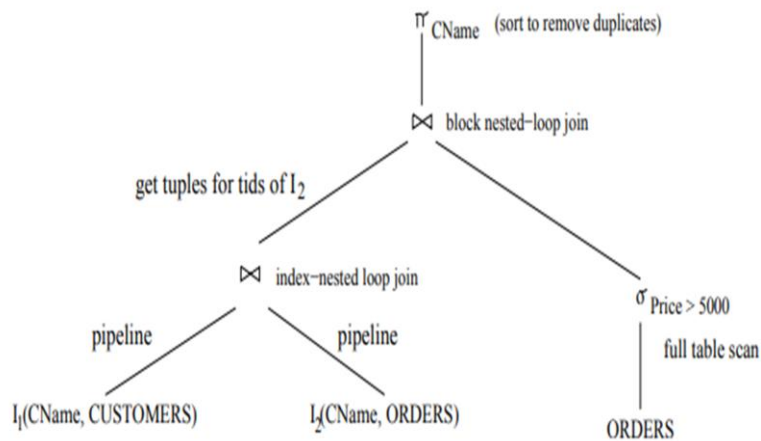 π CName (sort to remove duplicates)
⋈ block nested-loop join
get tuples for tids of I2
⋈ index-nested loop join
σ Price > 5000
pipeline
pipeline
full table scan
I1(CName, CUSTOMERS)
I2(CName, ORDERS)
ORDERS